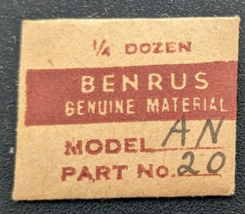 1/4 DOZEN
BENRUS
GENUINE MATERIAL
MODEL AN
PART No. 20